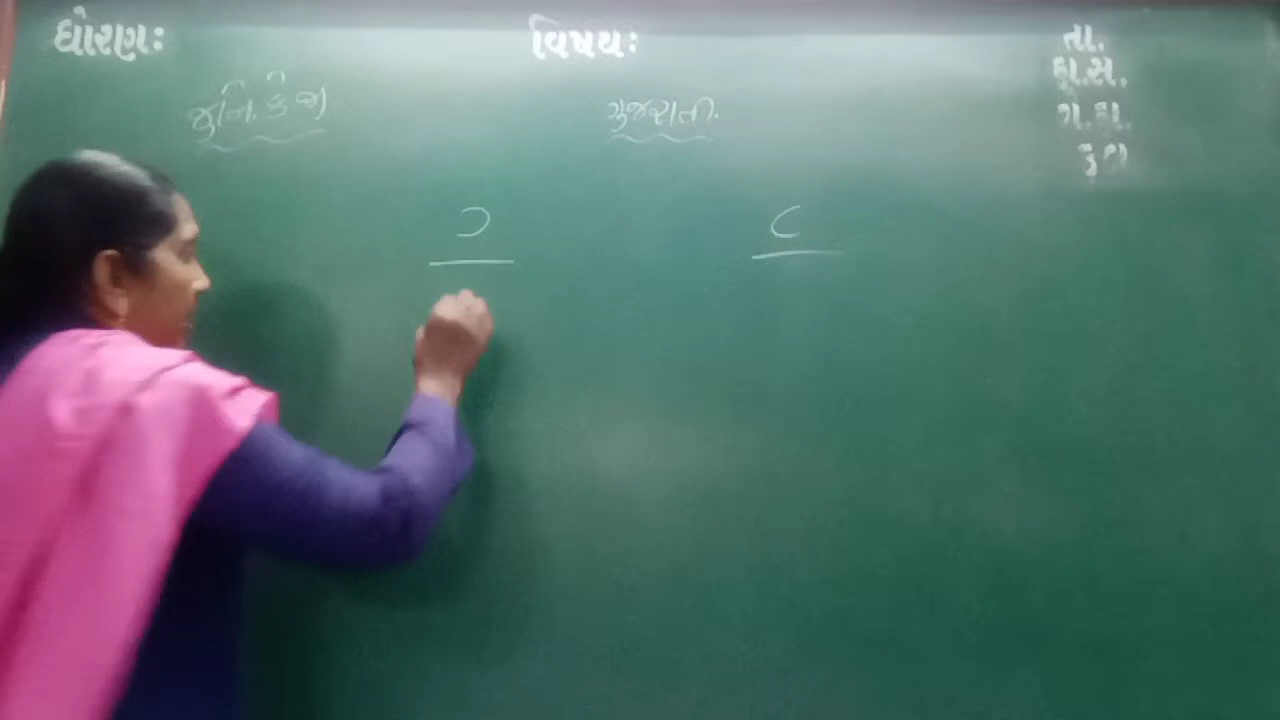 ધોરણઃ વિષયઃ તા.
હા.સ.
જુનિ. કે.જી ગુજરાતી. ગ.હા.
કુલ